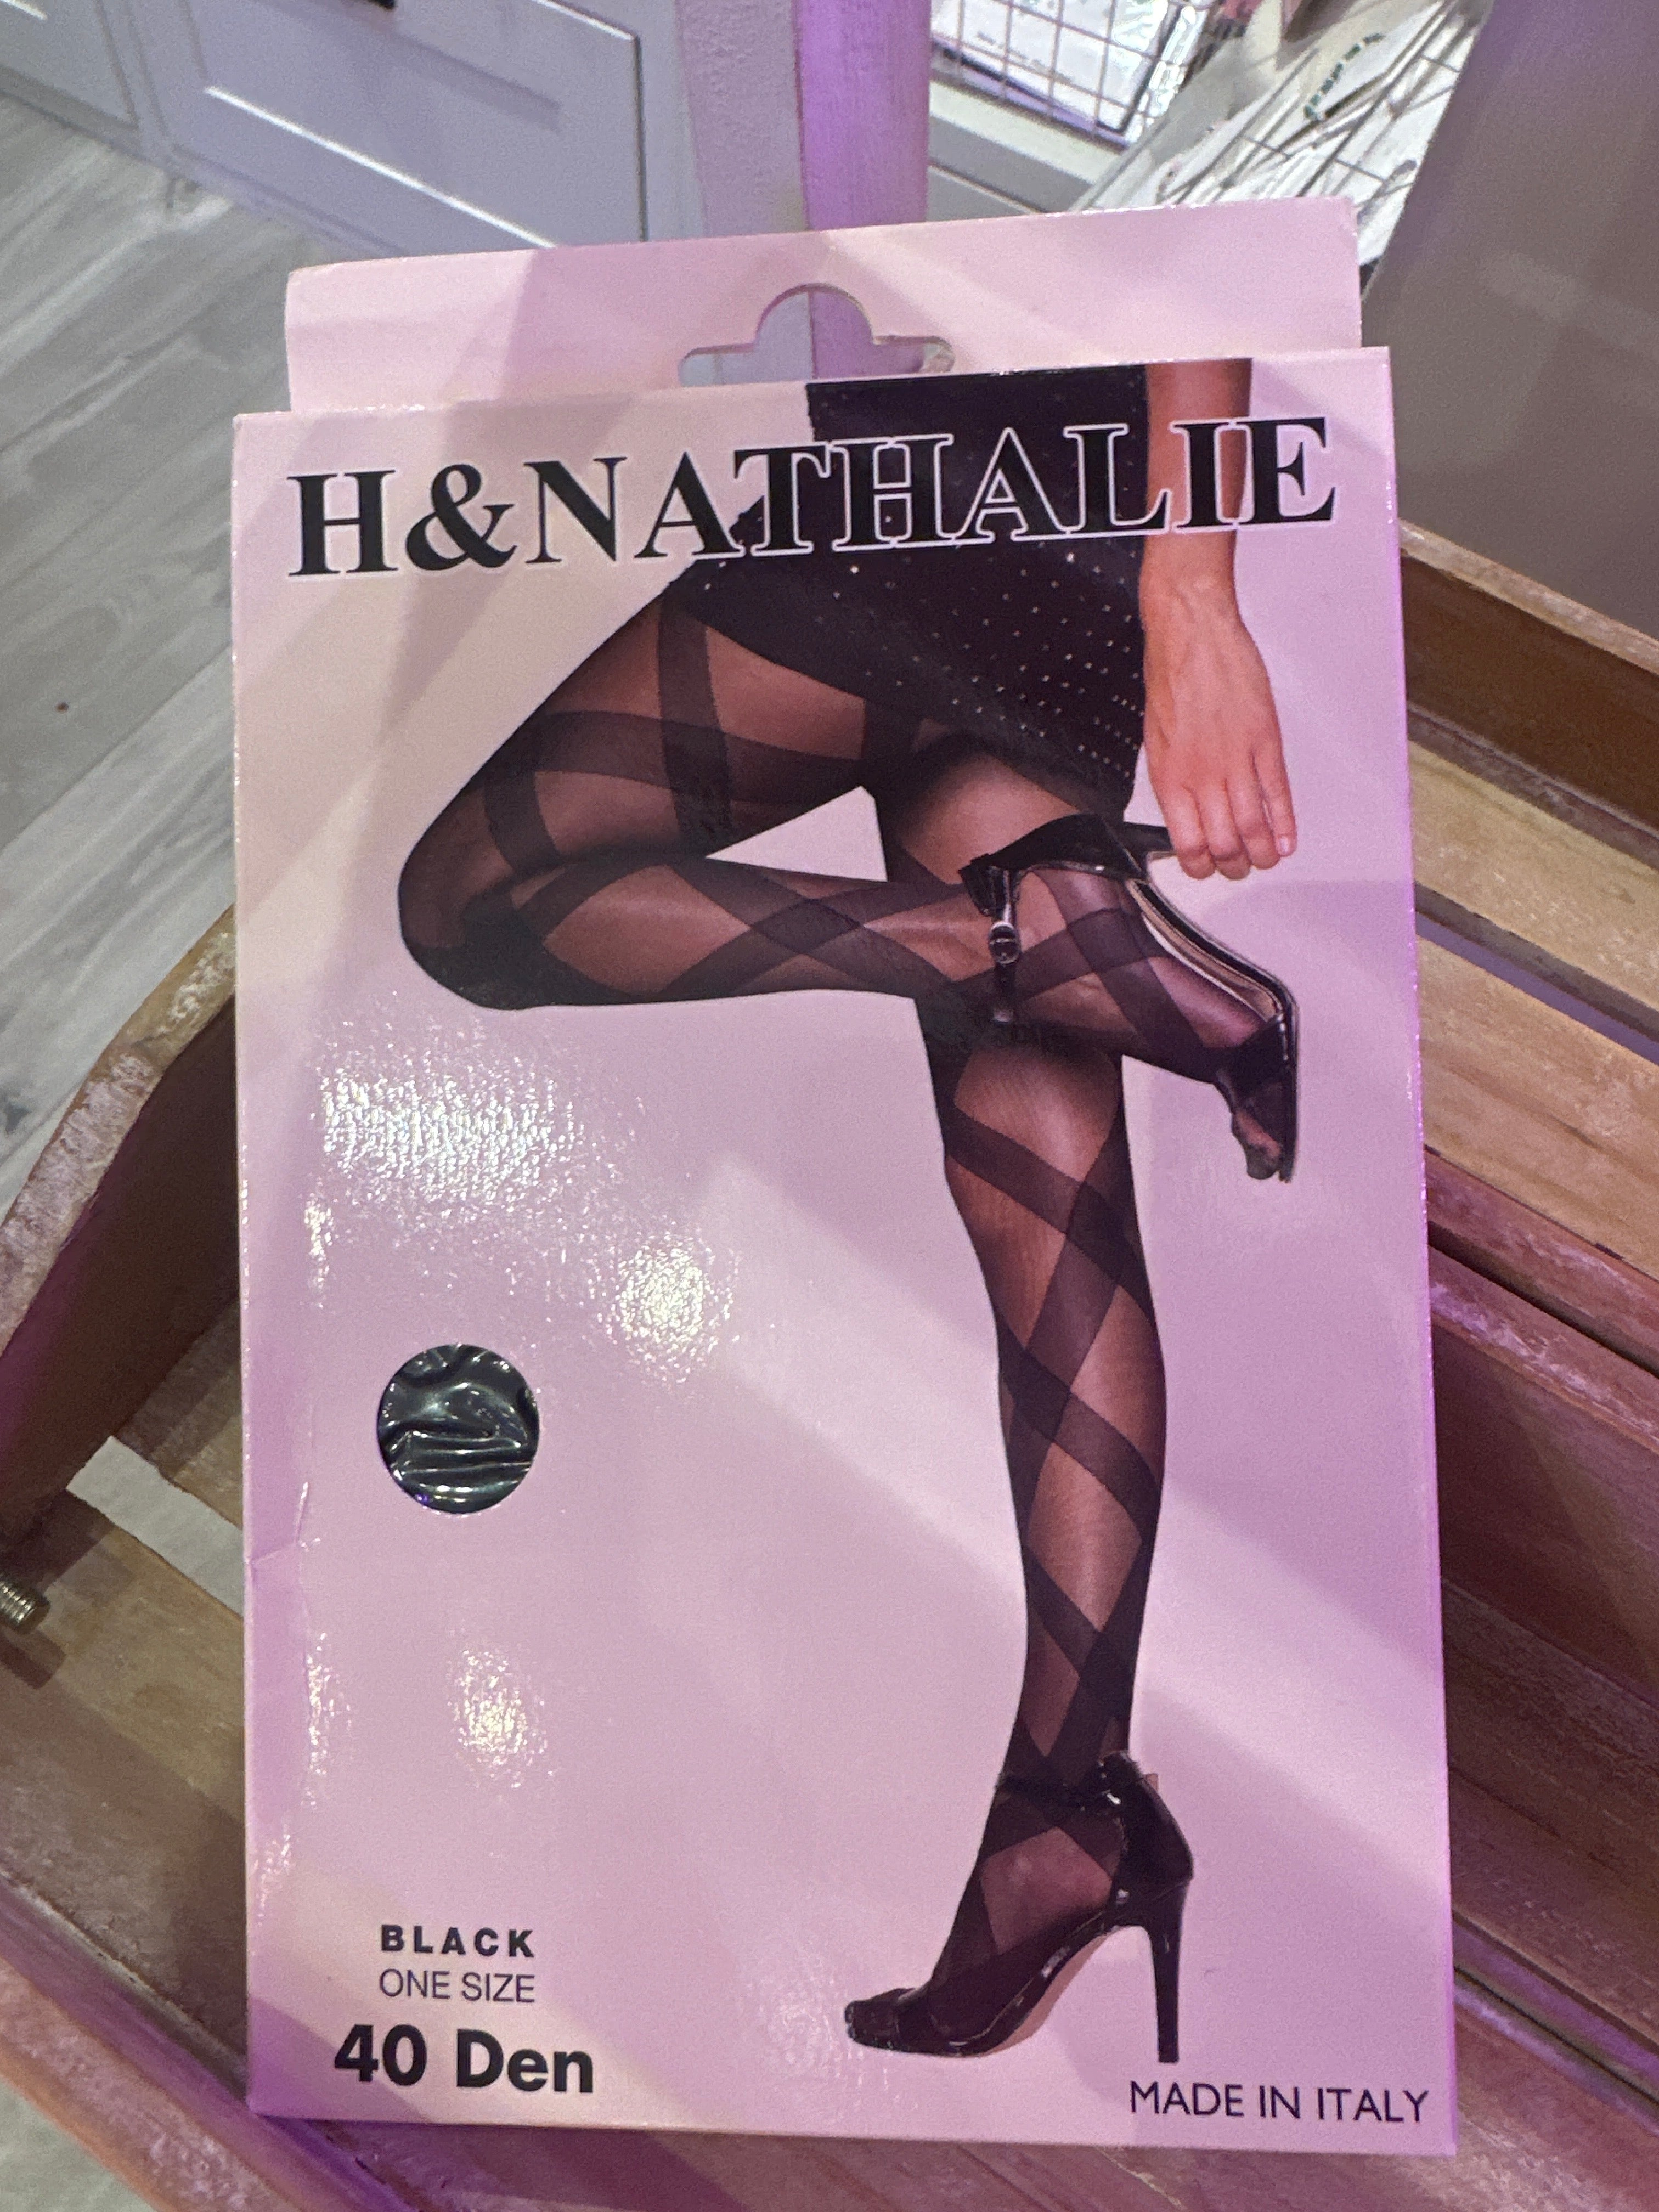 H&NATHALIE
BLACK
ONE SIZE
40 Den
MADE IN ITALY